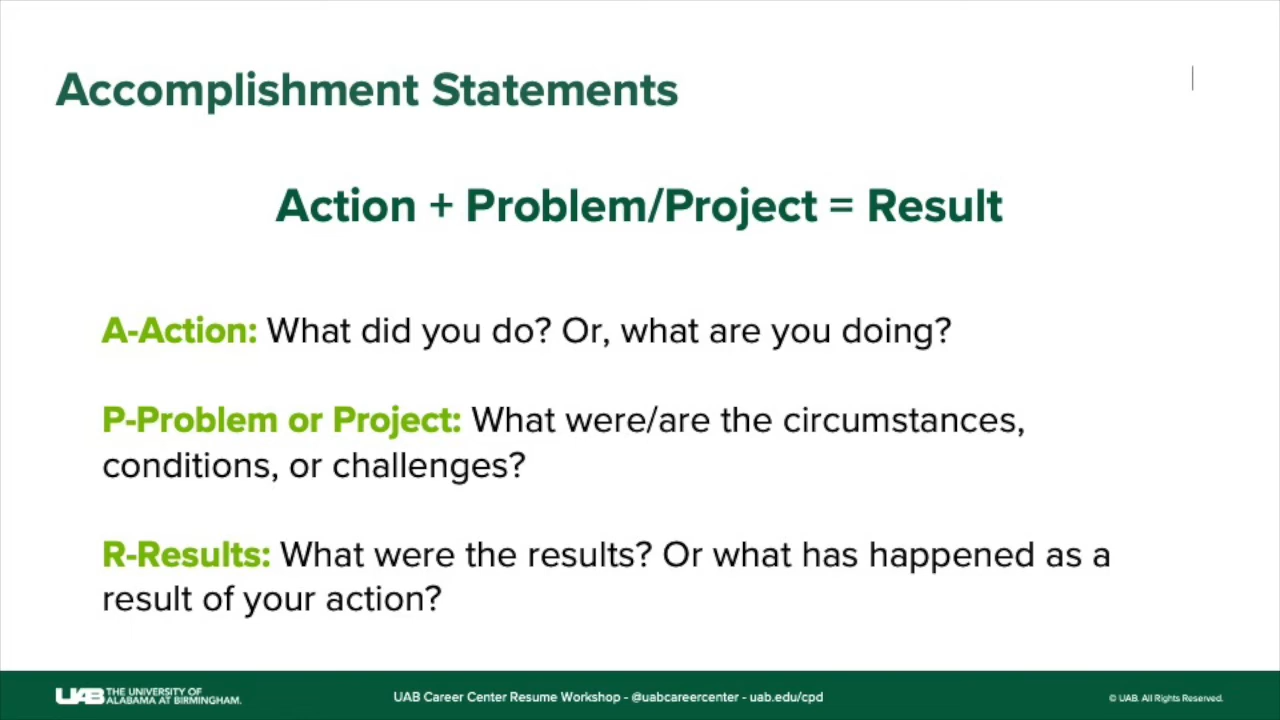 Accomplishment Statements
Action + Problem/Project = Result
A-Action: What did you do? Or, what are you doing?
P-Problem or Project: What were/are the circumstances,
conditions, or challenges?
R-Results: What were the results? Or what has happened as a
result of your action?
UAB THE UNIVERSITY OF
ALABAMA AT BIRMINGHAM.
UAB Career Center Resume Workshop - @uabcareercenter - uab.edu/cpd
© UAB. All Rights Reserved.